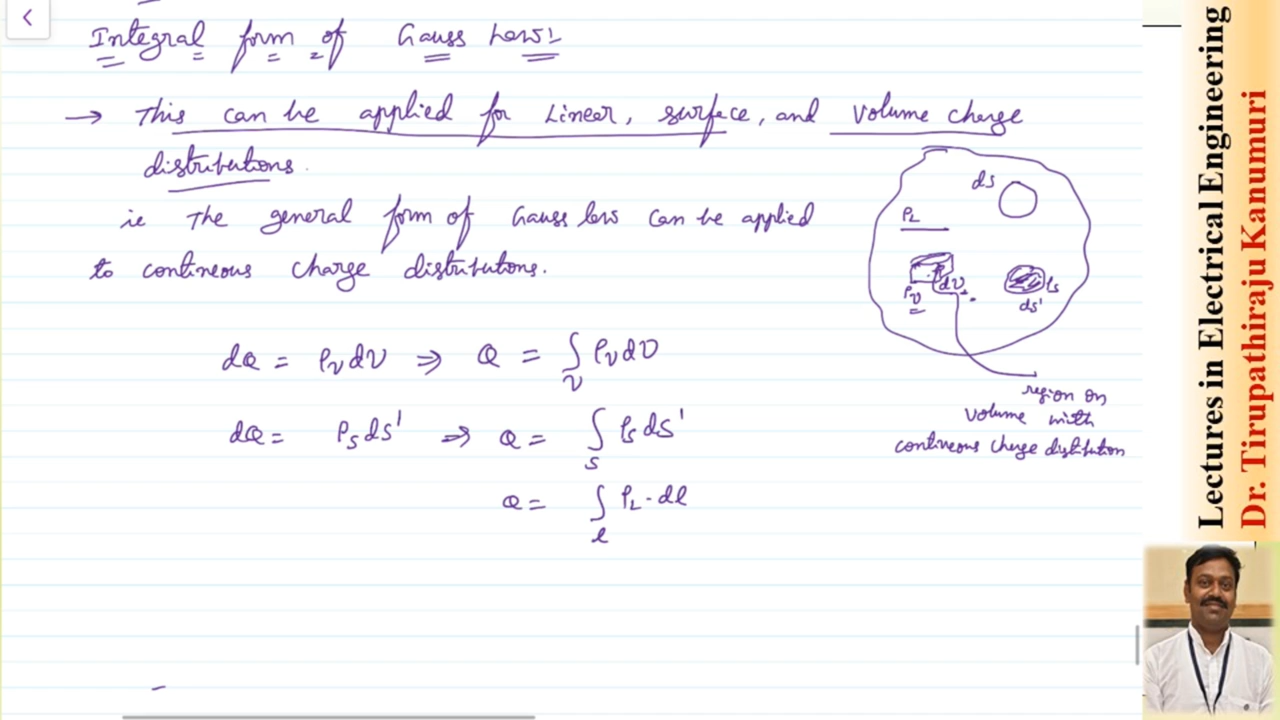 Integral form of Gauss Law:
→ This can be applied for Linear, surface, and volume charge
distributions.
ie The general form of Gauss law can be applied
to contineous charge distributions.
dQ = ρv dv ⇒ Q = ∫v ρv dv
dQ = ρs ds' ⇒ Q = ∫s ρs ds'
Q = ∫l ρL · dl
ds
ρL
ρv
dv
ρs
ds'
region on
volume with
contineous charge distribution
Lectures in Electrical Engineering
Dr. Tirupathiraju Kanumuri